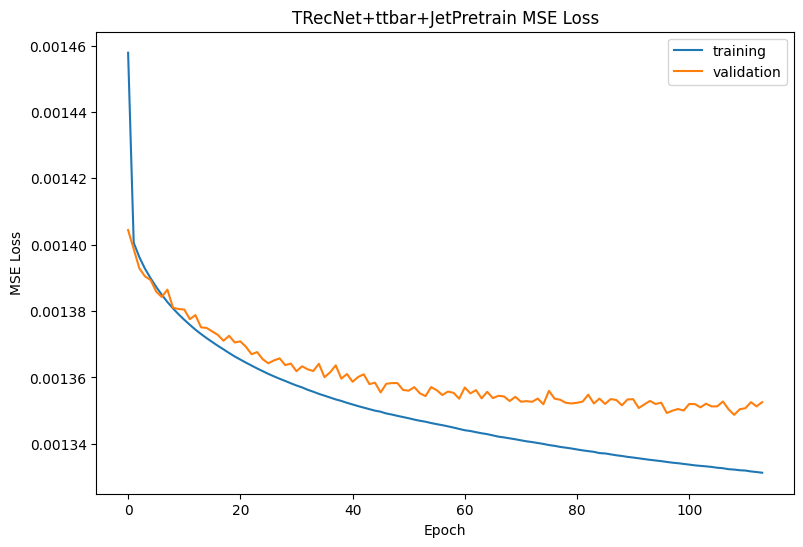 TRecNet+ttbar+JetPretrain MSE Loss
training
validation
0.00146
0.00144
0.00142
0.00140
0.00138
0.00136
0.00134
MSE Loss
0 20 40 60 80 100
Epoch